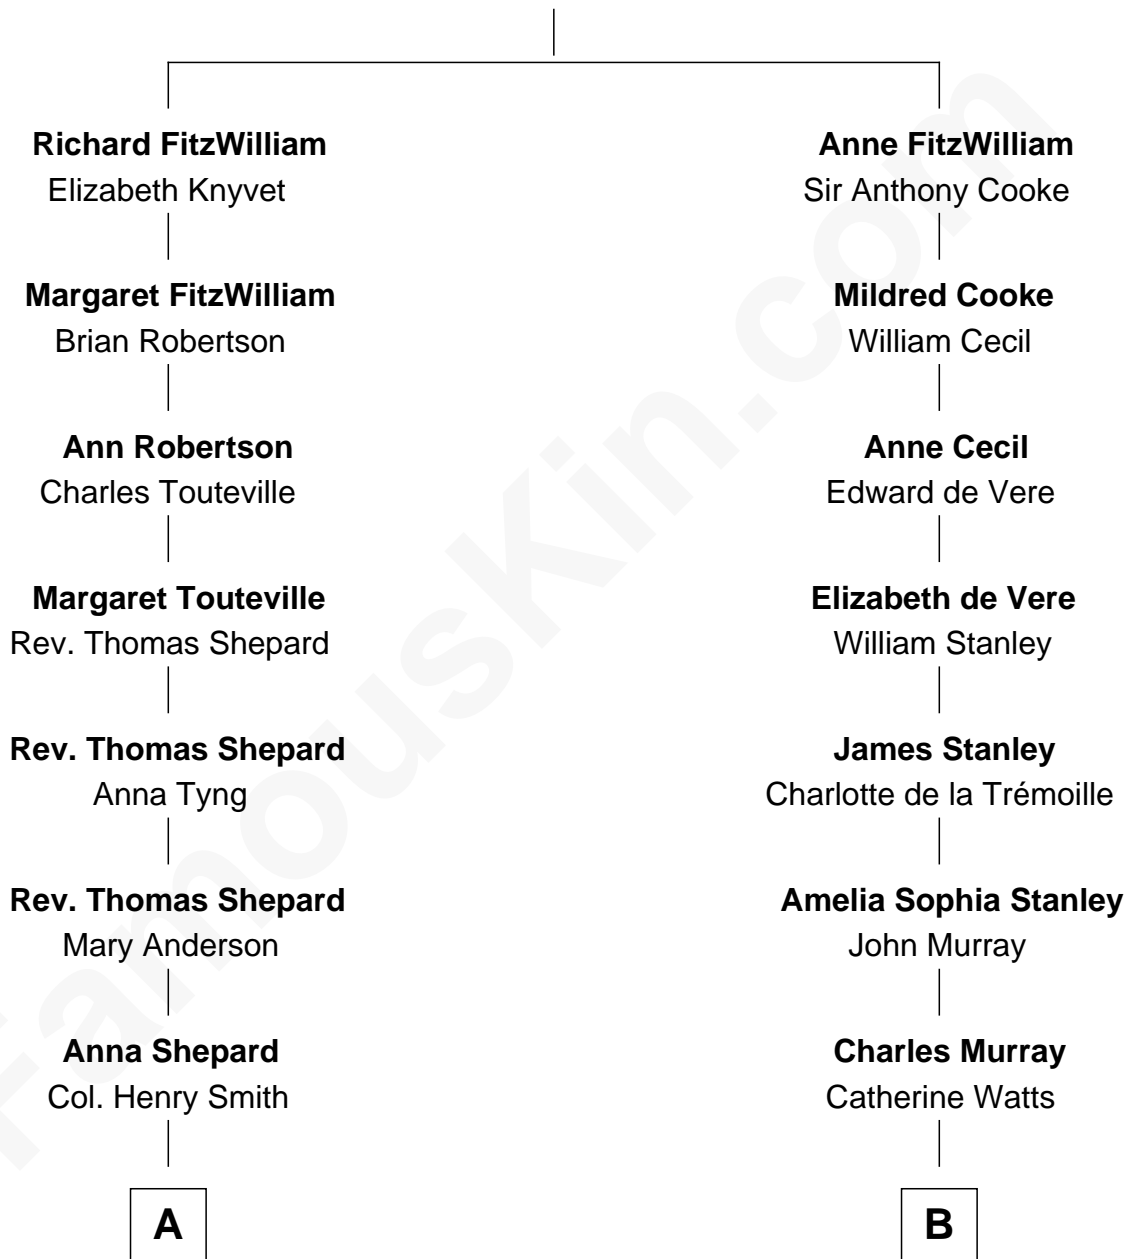 Richard FitzWilliam
Elizabeth Knyvet
Margaret FitzWilliam
Brian Robertson
Ann Robertson
Charles Touteville
Margaret Touteville
Rev. Thomas Shepard
Rev. Thomas Shepard
Anna Tyng
Rev. Thomas Shepard
Mary Anderson
Anna Shepard
Col. Henry Smith
A
Anne FitzWilliam
Sir Anthony Cooke
Mildred Cooke
William Cecil
Anne Cecil
Edward de Vere
Elizabeth de Vere
William Stanley
James Stanley
Charlotte de la Trémoille
Amelia Sophia Stanley
John Murray
Charles Murray
Catherine Watts
B
FamousKin.com